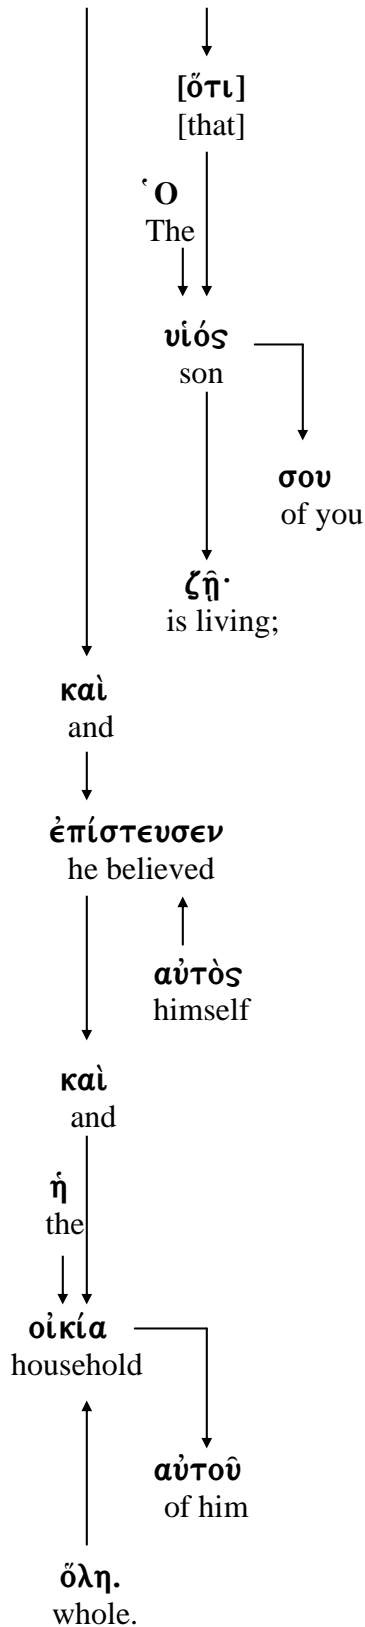 [ὅτι]
[that]
Ὁ
The
υἱός
son
σου
of you
ζῇ·
is living;
καὶ
and
ἐπίστευσεν
he believed
αὐτὸς
himself
καὶ
and
ἡ
the
οἰκία
household
αὐτοῦ
of him
ὅλη.
whole.